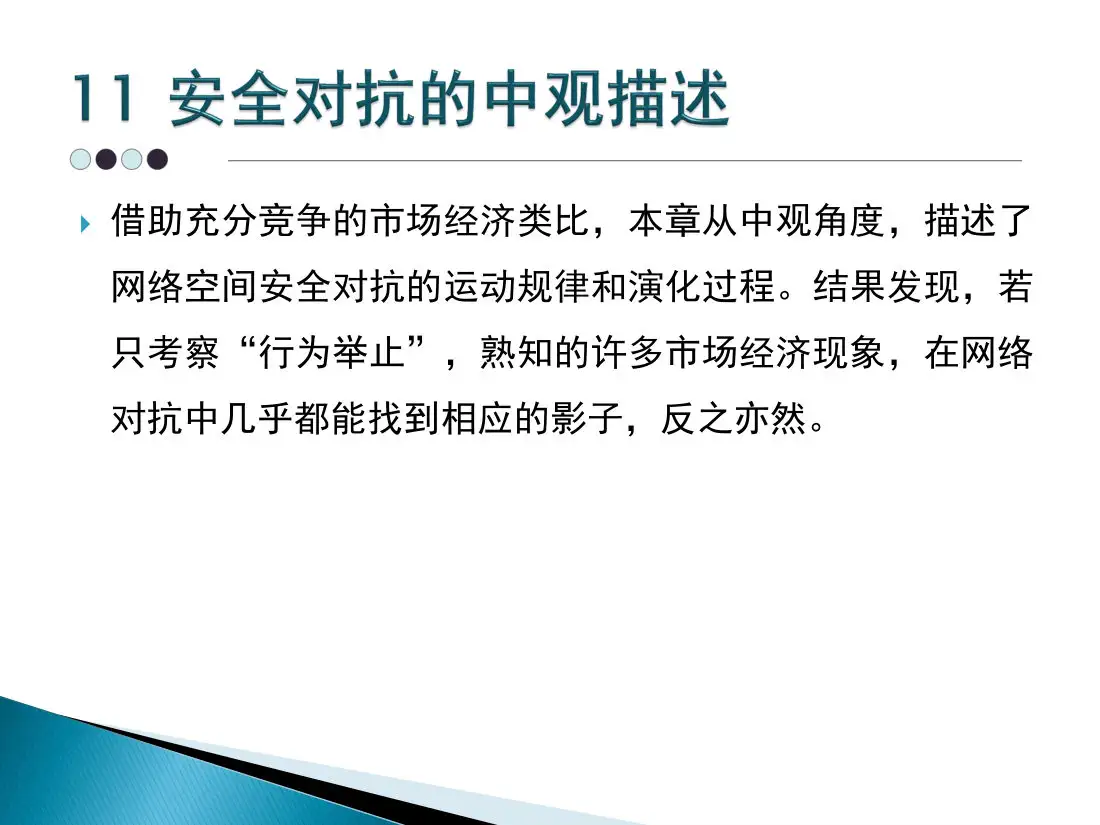 11 安全对抗的中观描述
借助充分竞争的市场经济类比，本章从中观角度，描述了
网络空间安全对抗的运动规律和演化过程。结果发现，若
只考察“行为举止”，熟知的许多市场经济现象，在网络
对抗中几乎都能找到相应的影子，反之亦然。